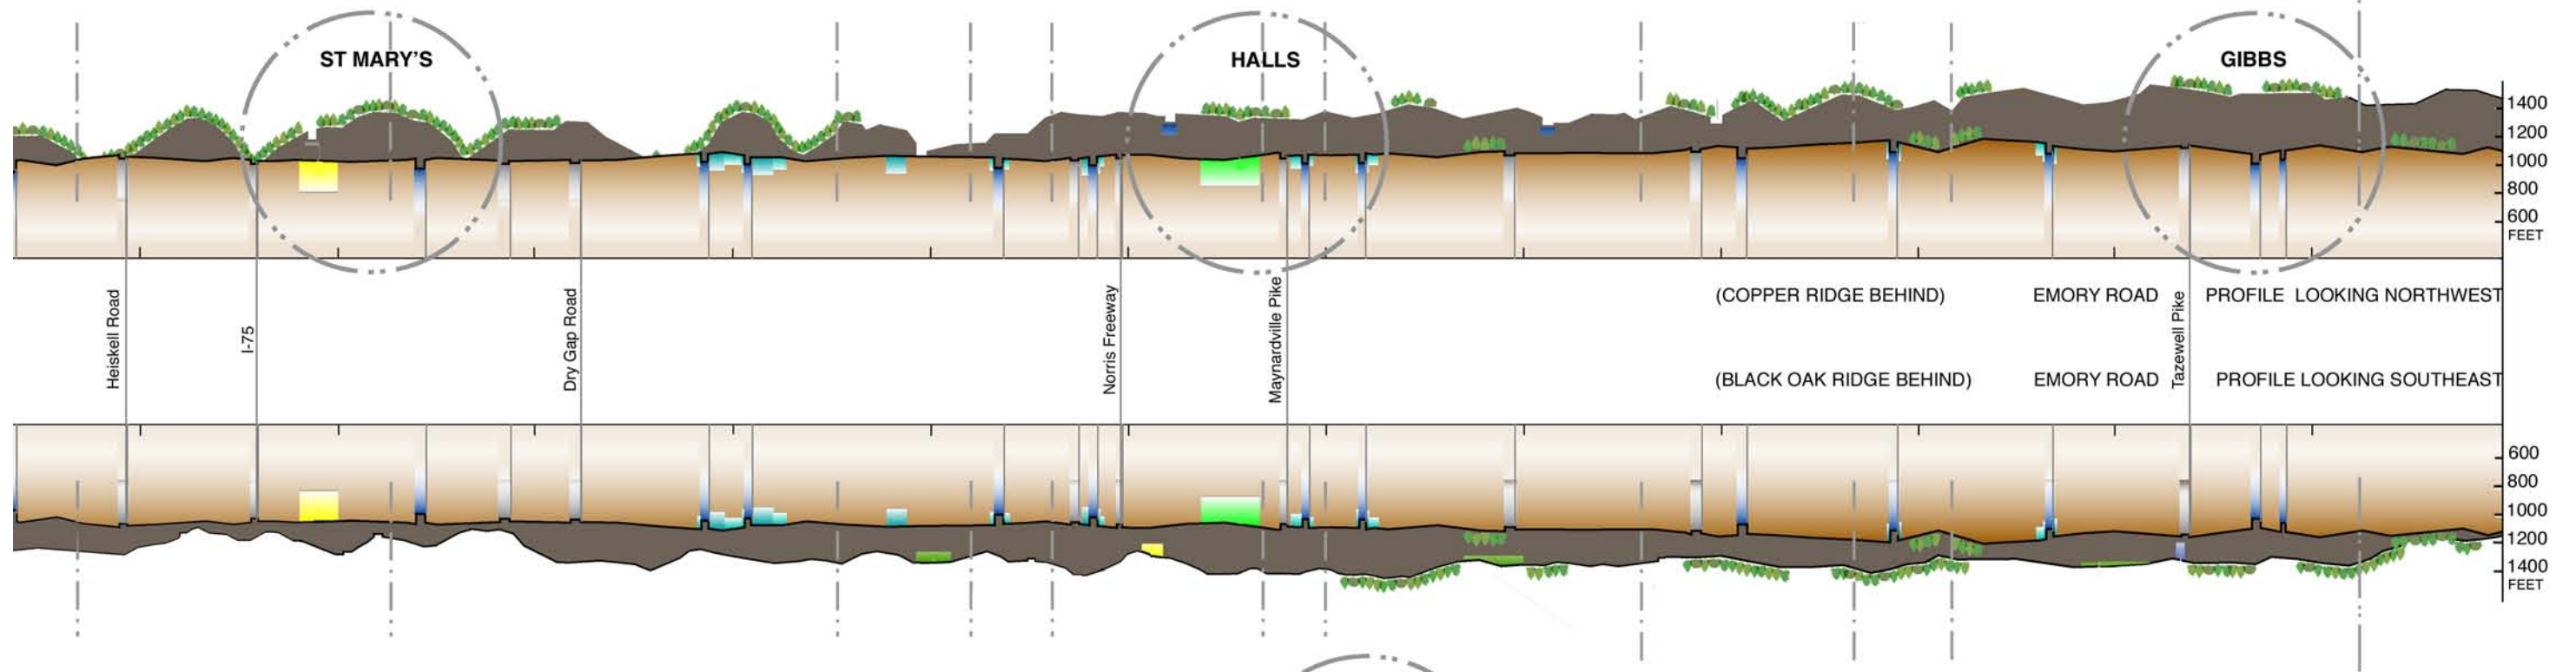 ST MARY'S
HALLS
GIBBS
1400
1200
1000
800
600
FEET
Heiskell Road
I-75
Dry Gap Road
Norris Freeway
Maynardville Pike
Tazewell Pike
(COPPER RIDGE BEHIND) EMORY ROAD PROFILE LOOKING NORTHWEST
(BLACK OAK RIDGE BEHIND) EMORY ROAD PROFILE LOOKING SOUTHEAST
600
800
1000
1200
1400
FEET